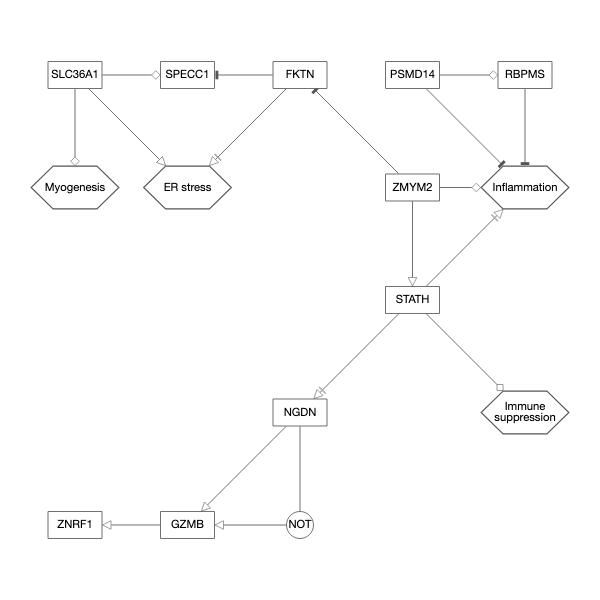 SLC36A1
SPECC1
FKTN
PSMD14
RBPMS
Myogenesis
ER stress
ZMYM2
Inflammation
STATH
NGDN
Immune
suppression
ZNRF1
GZMB
NOT